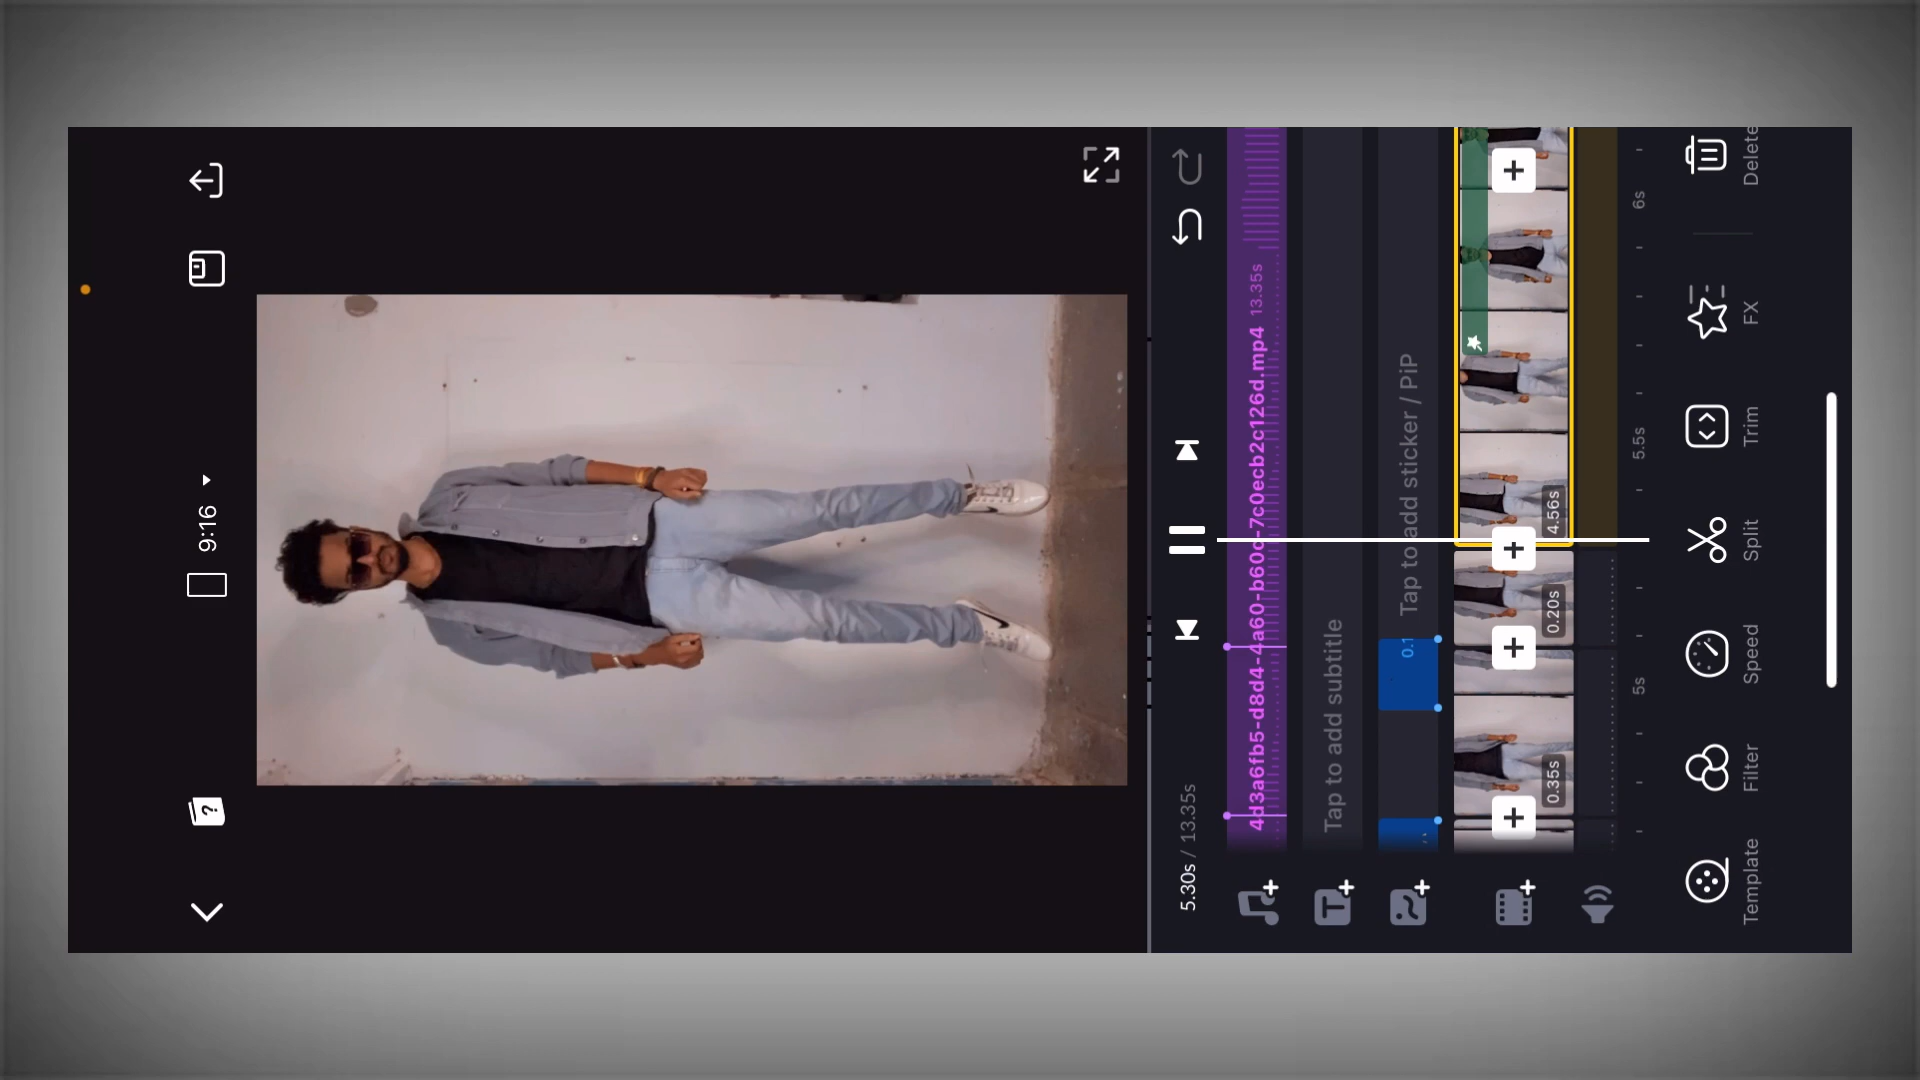 9:16
5.30s / 13.35s
4d3a6fb5-d8d4-4a60-b60c-7c0ecb2c126d.mp4 13.35s
Tap to add subtitle
0.1
Tap to add sticker / PiP
0.35s
0.20s
4.56s
5s
5.5s
6s
Template
Filter
Speed
Split
Trim
FX
Delete